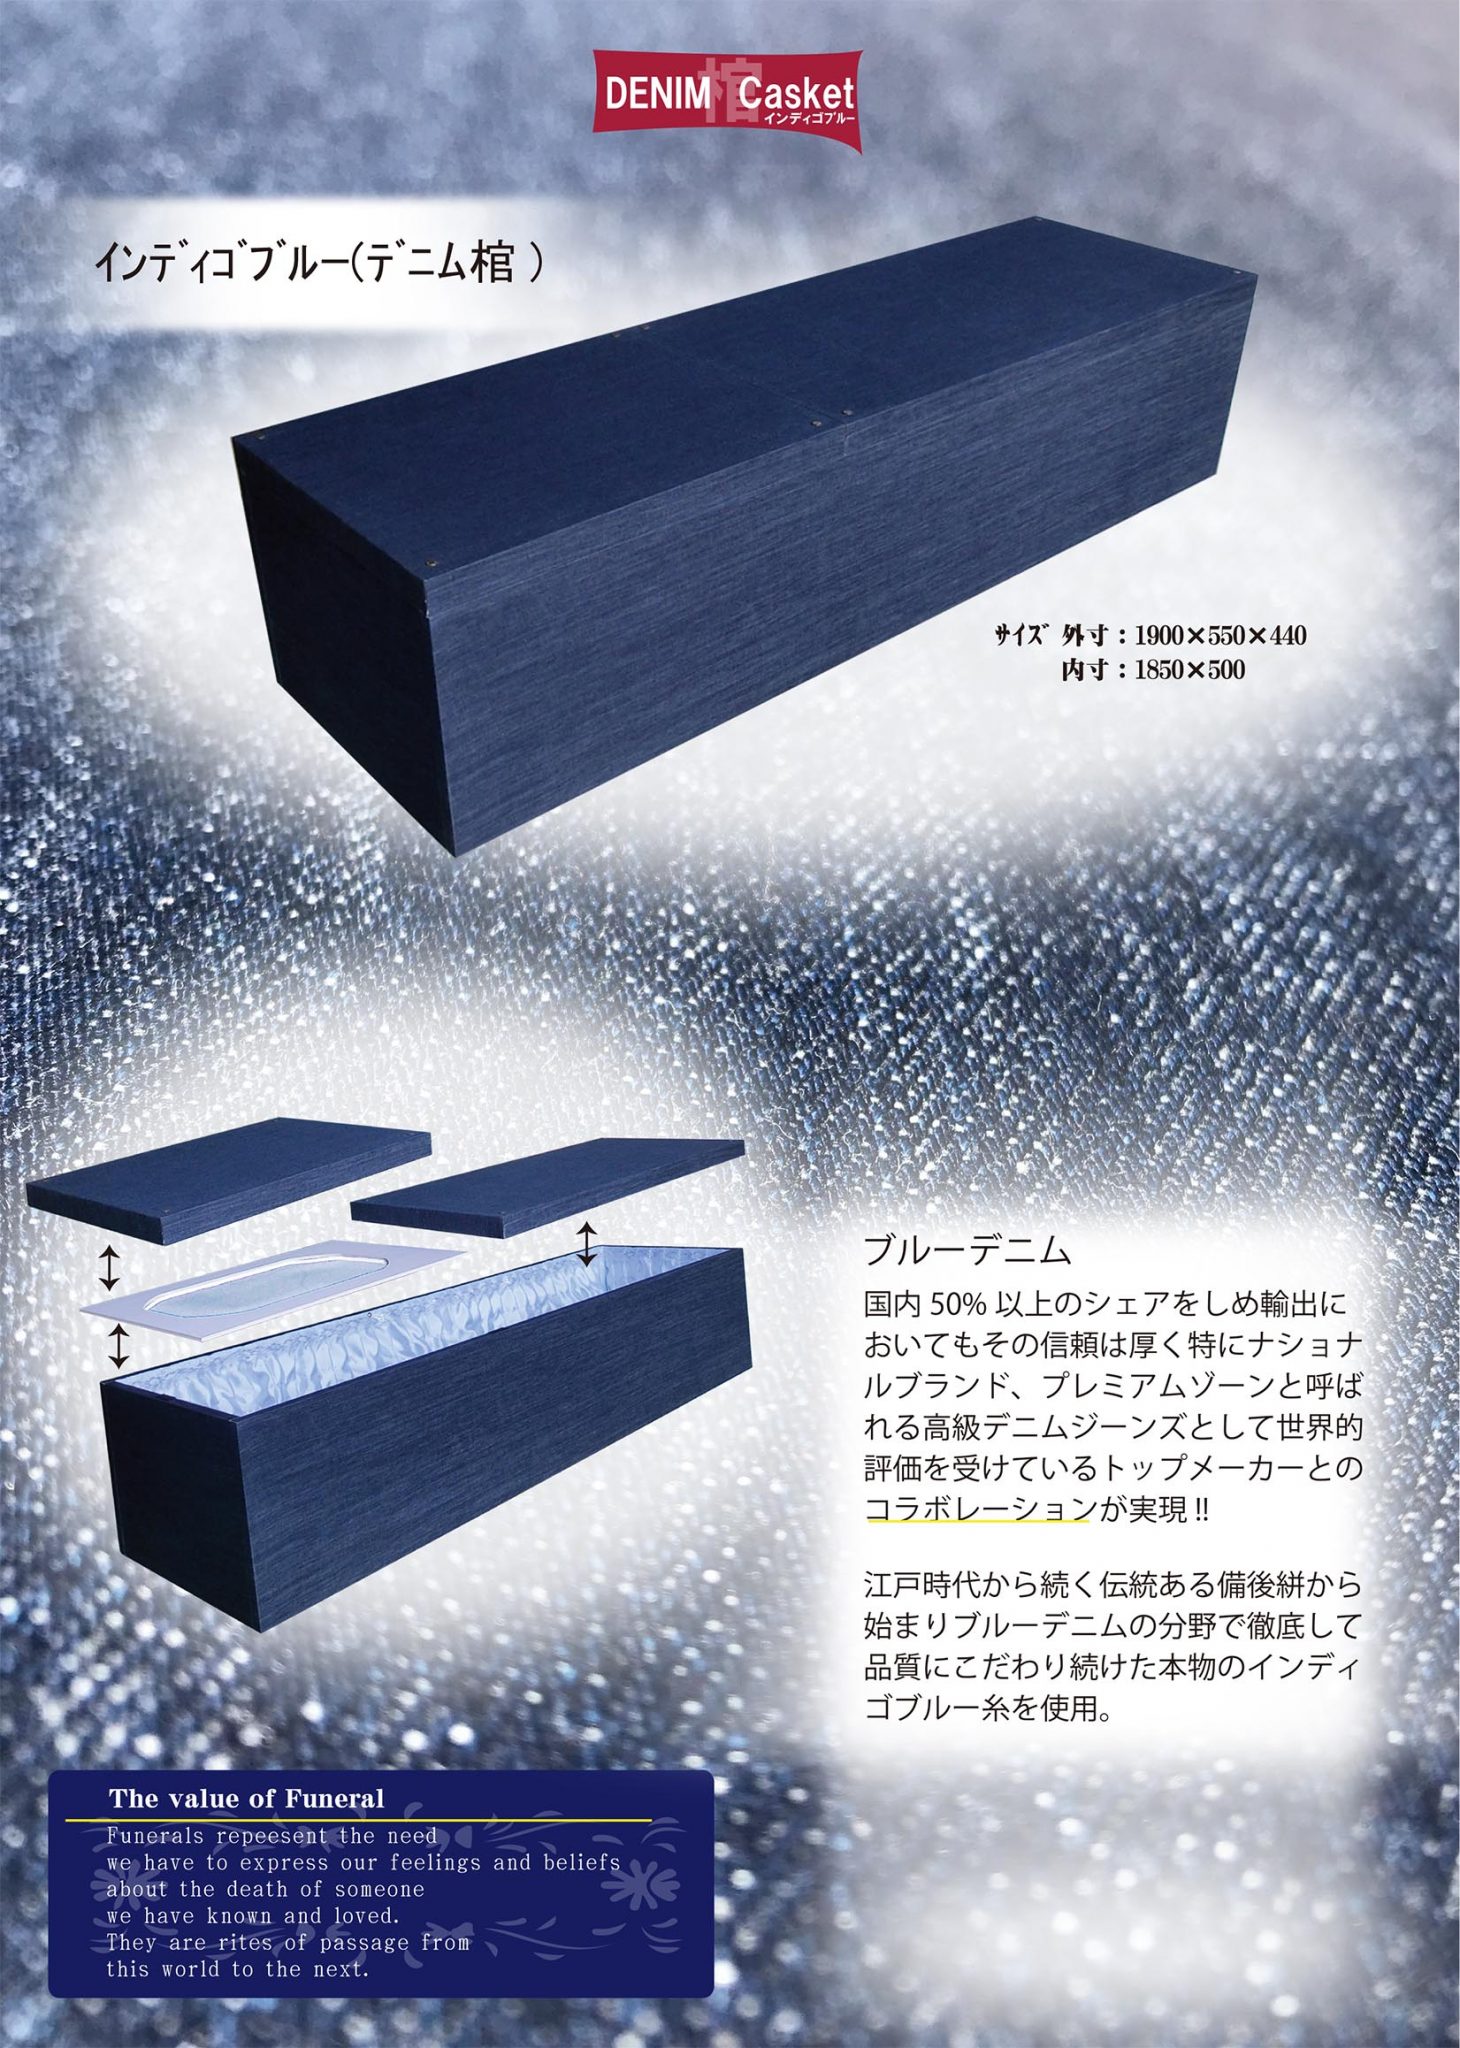 DENIM 棺 Casket
インディゴブルー
インディゴブルー(デニム棺)
サイズ 外寸：1900×550×440
内寸：1850×500
ブルーデニム
国内 50% 以上のシェアをしめ輸出に
おいてもその信頼は厚く特にナショナ
ルブランド、プレミアムゾーンと呼ば
れる高級デニムジーンズとして世界的
評価を受けているトップメーカーとの
コラボレーションが実現 !!
江戸時代から続く伝統ある備後絣から
始まりブルーデニムの分野で徹底して
品質にこだわり続けた本物のインディ
ゴブルー糸を使用。
The value of Funeral
Funerals repeesent the need
we have to express our feelings and beliefs
about the death of someone
we have known and loved.
They are rites of passage from
this world to the next.